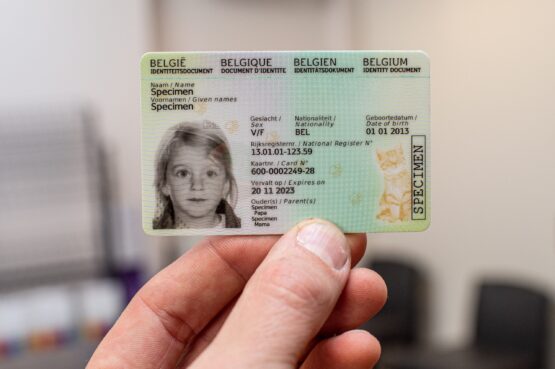 BELGIË BELGIQUE BELGIEN BELGIUM
IDENTITEITSDOCUMENT DOCUMENT D'IDENTITE IDENTITÄTSDOKUMENT IDENTITY DOCUMENT
Naam / Name
Specimen
Voornamen / Given names
Specimen
Geslacht / Sex
V/F
Nationaliteit / Nationality
BEL
Geboortedatum / Date of birth
01 01 2013
Rijksregisternr. / National Register N°
13.01.01-123.59
Kaartnr. / Card N°
600-0002249-28
Vervalt op / Expires on
20 11 2023
Ouder(s) / Parent(s)
Specimen
Papa
Specimen
Mama
SPECIMEN